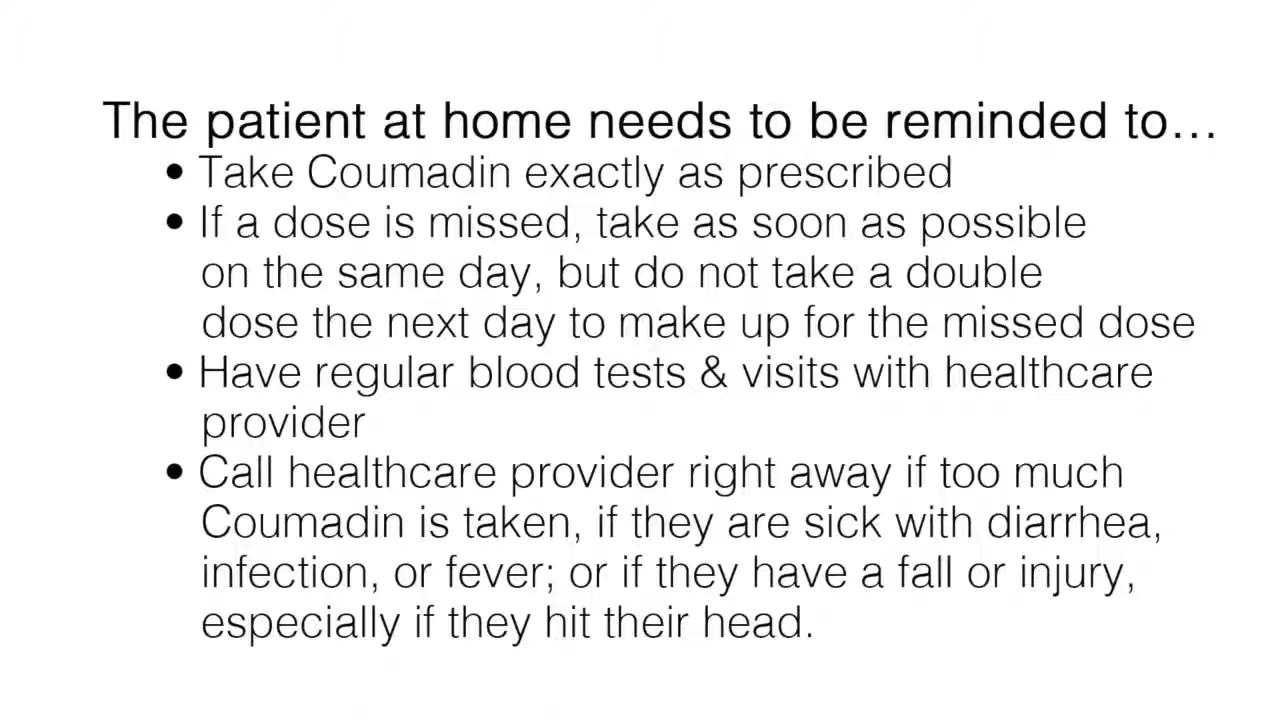 The patient at home needs to be reminded to...
• Take Coumadin exactly as prescribed
• If a dose is missed, take as soon as possible
on the same day, but do not take a double
dose the next day to make up for the missed dose
• Have regular blood tests & visits with healthcare
provider
• Call healthcare provider right away if too much
Coumadin is taken, if they are sick with diarrhea,
infection, or fever; or if they have a fall or injury,
especially if they hit their head.